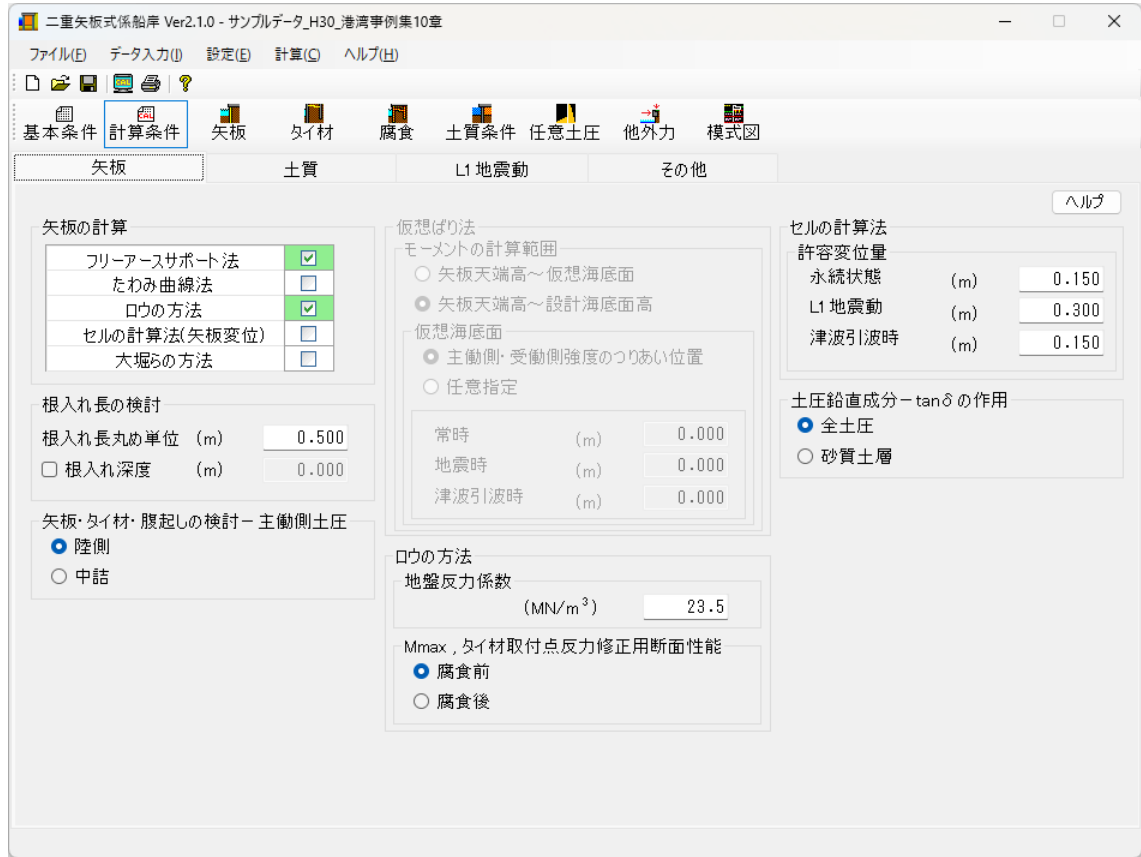 二重矢板式係船岸 Ver2.1.0 - サンプルデータ_H30_港湾事例集10章
ファイル(F) データ入力(I) 設定(E) 計算(C) ヘルプ(H)
基本条件 計算条件 矢板 タイ材 腐食 土質条件 任意土圧 他外力 模式図
矢板 土質 L1地震動 その他
ヘルプ
矢板の計算
フリーアースサポート法
たわみ曲線法
ロウの方法
セルの計算法(矢板変位)
大堀らの方法
根入れ長の検討
根入れ長丸め単位 (m) 0.500
根入れ深度 (m) 0.000
矢板・タイ材・腹起しの検討－主働側土圧
陸側
中詰
仮想ばり法
モーメントの計算範囲
矢板天端高～仮想海底面
矢板天端高～設計海底面高
仮想海底面
主働側・受働側強度のつりあい位置
任意指定
常時 (m) 0.000
地震時 (m) 0.000
津波引波時 (m) 0.000
ロウの方法
地盤反力係数
(MN/m³) 23.5
Mmax , タイ材取付点反力修正用断面性能
腐食前
腐食後
セルの計算法
許容変位量
永続状態 (m) 0.150
L1地震動 (m) 0.300
津波引波時 (m) 0.150
土圧鉛直成分－tanδの作用
全土圧
砂質土層